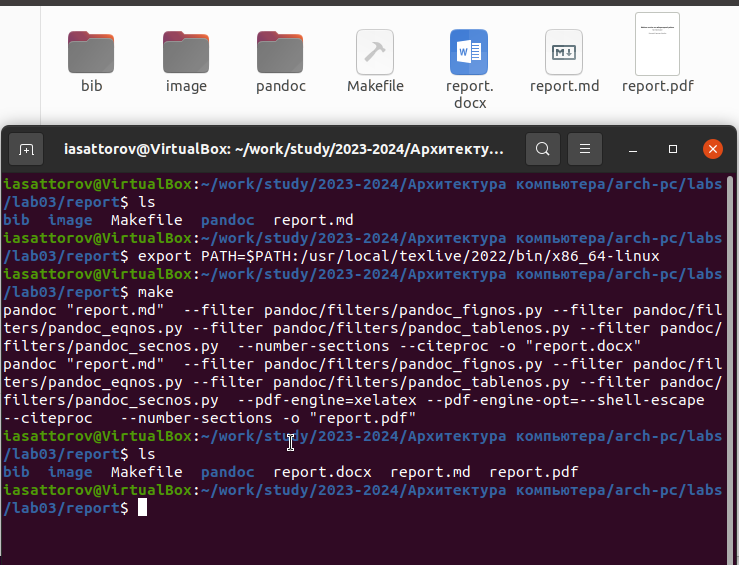 bib image pandoc Makefile report. report.md report.pdf
docx
iasattorov@VirtualBox: ~/work/study/2023-2024/Архитекту...
iasattorov@VirtualBox:~/work/study/2023-2024/Архитектура компьютера/arch-pc/labs
/lab03/report$ ls
bib image Makefile pandoc report.md
iasattorov@VirtualBox:~/work/study/2023-2024/Архитектура компьютера/arch-pc/labs
/lab03/report$ export PATH=$PATH:/usr/local/texlive/2022/bin/x86_64-linux
iasattorov@VirtualBox:~/work/study/2023-2024/Архитектура компьютера/arch-pc/labs
/lab03/report$ make
pandoc "report.md"  --filter pandoc/filters/pandoc_fignos.py --filter pandoc/fil
ters/pandoc_eqnos.py --filter pandoc/filters/pandoc_tablenos.py --filter pandoc/
filters/pandoc_secnos.py  --number-sections --citeproc -o "report.docx"
pandoc "report.md"  --filter pandoc/filters/pandoc_fignos.py --filter pandoc/fil
ters/pandoc_eqnos.py --filter pandoc/filters/pandoc_tablenos.py --filter pandoc/
filters/pandoc_secnos.py  --pdf-engine=xelatex --pdf-engine-opt=--shell-escape
--citeproc   --number-sections -o "report.pdf"
iasattorov@VirtualBox:~/work/study/2023-2024/Архитектура компьютера/arch-pc/labs
/lab03/report$ ls
bib image Makefile pandoc report.docx report.md report.pdf
iasattorov@VirtualBox:~/work/study/2023-2024/Архитектура компьютера/arch-pc/labs
/lab03/report$